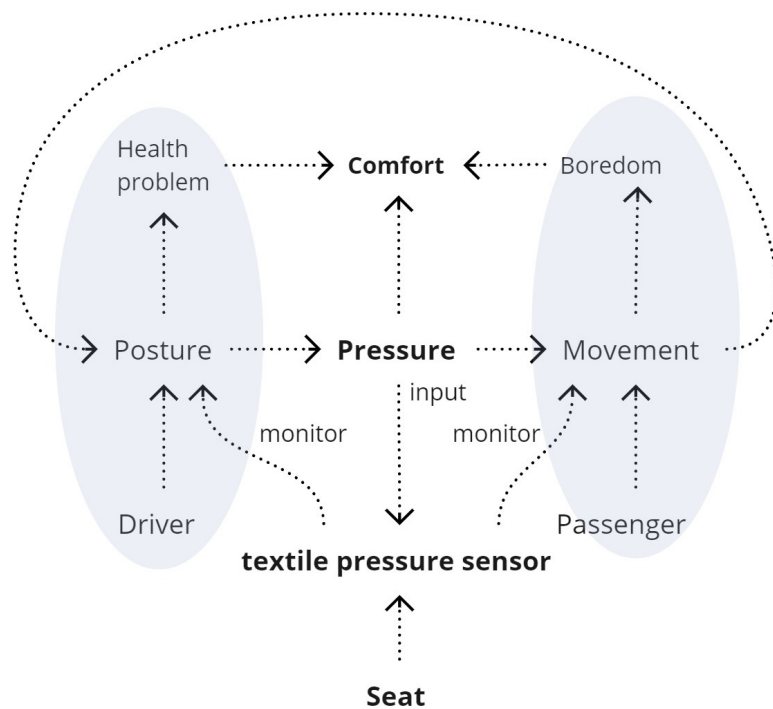 Health
problem
Comfort
Boredom
Posture
Pressure
Movement
input
monitor
monitor
Driver
Passenger
textile pressure sensor
Seat